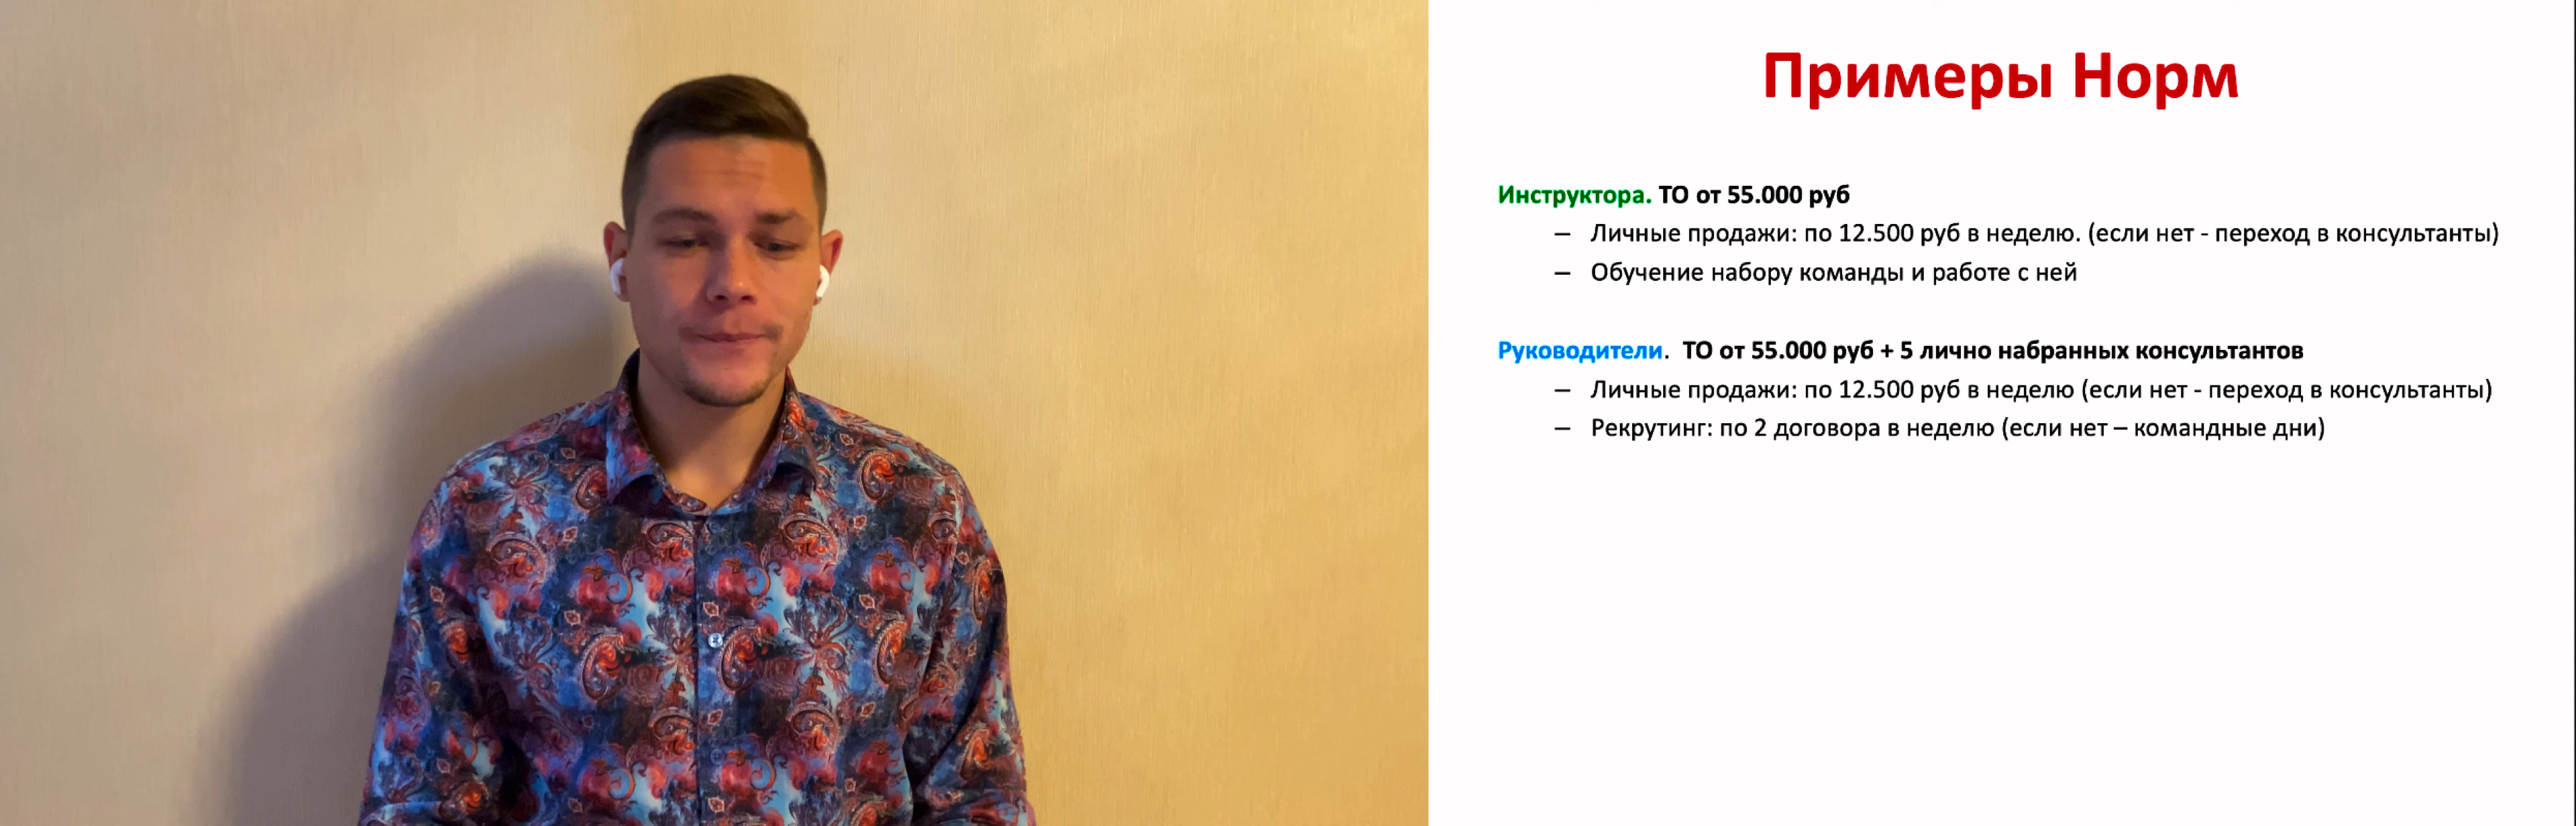 Примеры Норм
Инструктора. ТО от 55.000 руб
– Личные продажи: по 12.500 руб в неделю. (если нет - переход в консультанты)
– Обучение набору команды и работе с ней
Руководители. ТО от 55.000 руб + 5 лично набранных консультантов
– Личные продажи: по 12.500 руб в неделю (если нет - переход в консультанты)
– Рекрутинг: по 2 договора в неделю (если нет – командные дни)